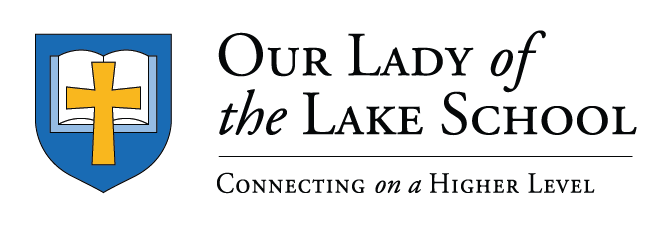 Our Lady of
the Lake School
Connecting on a Higher Level